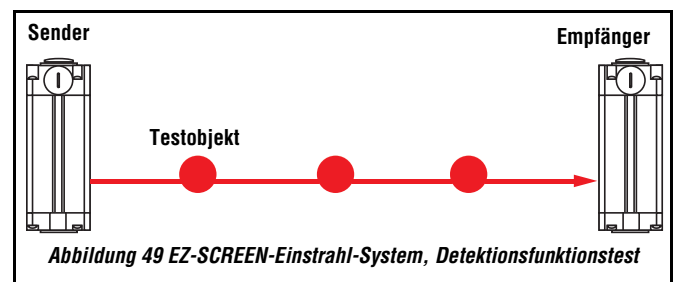 Sender
Empfänger
Testobjekt
Abbildung 49 EZ-SCREEN-Einstrahl-System, Detektionsfunktionstest